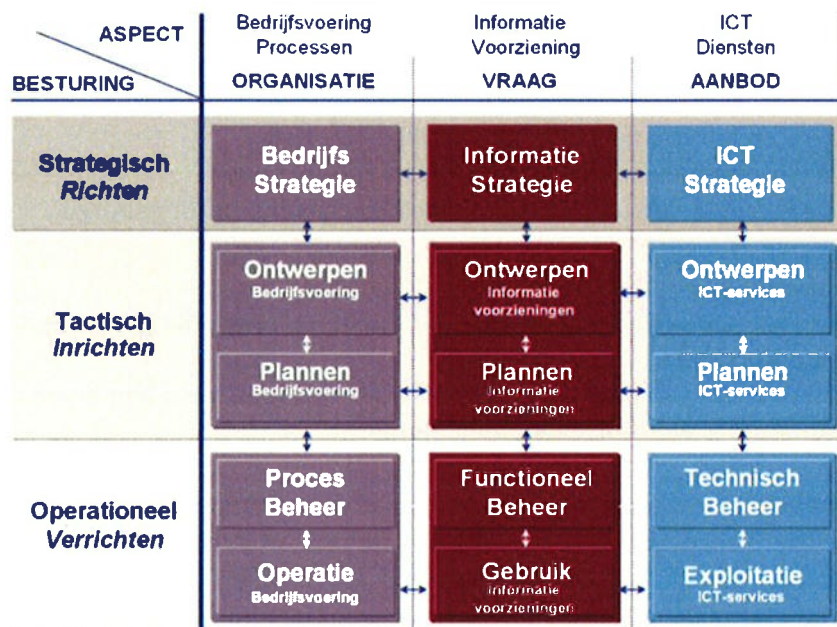 ASPECT
BESTURING
Bedrijfsvoering
Processen
ORGANISATIE
Informatie
Voorziening
VRAAG
ICT
Diensten
AANBOD
Strategisch
Richten
Bedrijfs
Strategie
Informatie
Strategie
ICT
Strategie
Tactisch
Inrichten
Ontwerpen
Bedrijfsvoering
Ontwerpen
Informatie
voorzieningen
Ontwerpen
ICT-services
Plannen
Bedrijfsvoering
Plannen
Informatie
voorzieningen
Plannen
ICT-services
Operationeel
Verrichten
Proces
Beheer
Functioneel
Beheer
Technisch
Beheer
Operatie
Bedrijfsvoering
Gebruik
Informatie
voorzieningen
Exploitatie
ICT-services